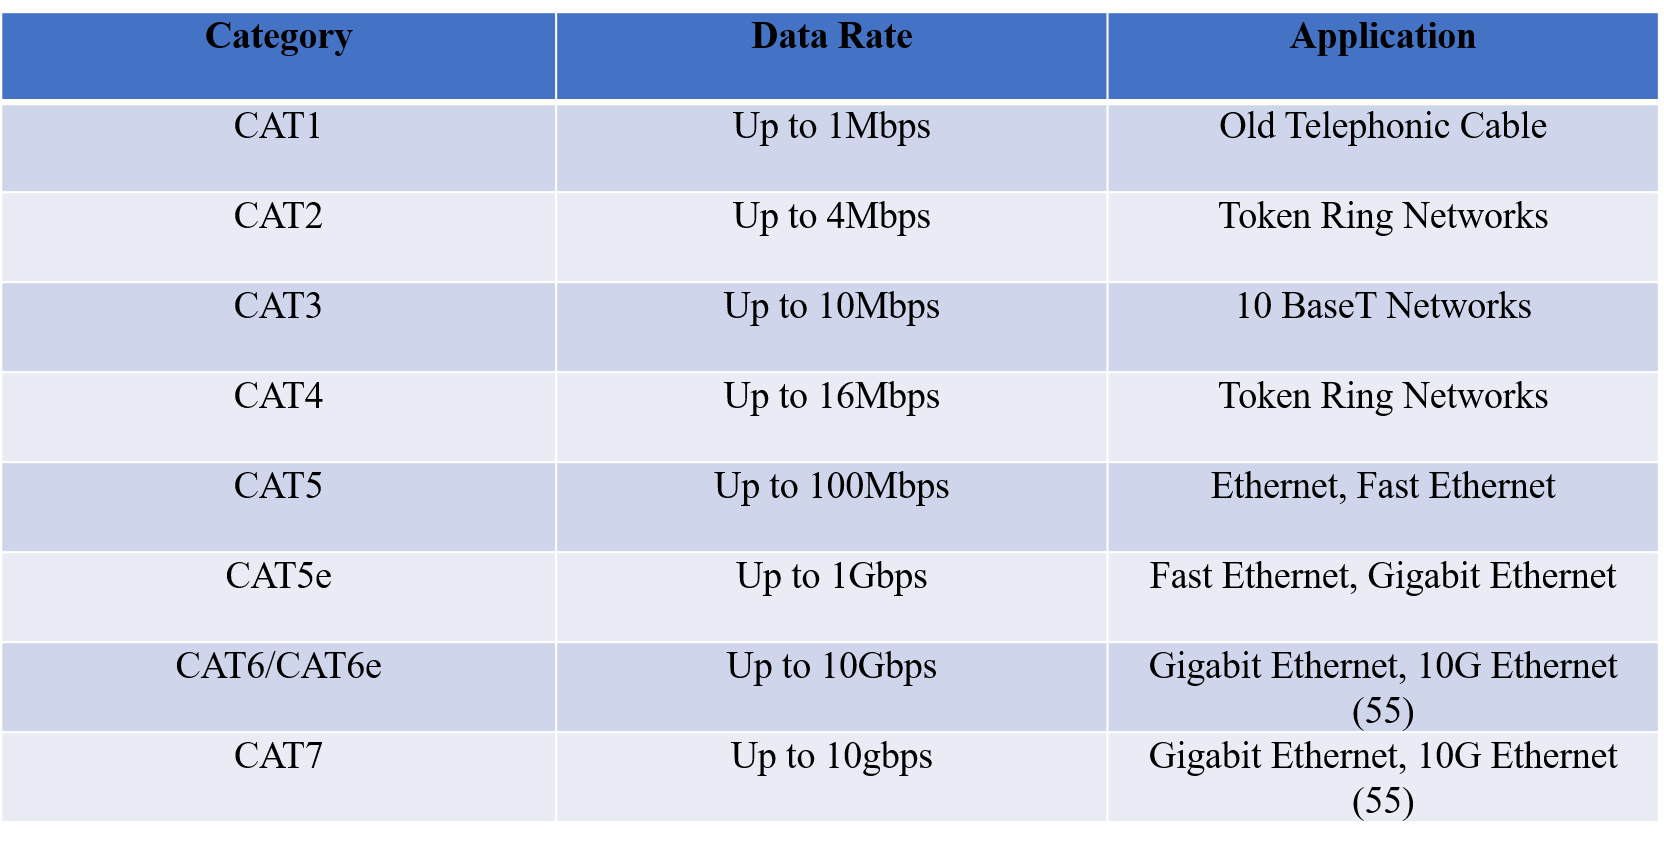 Category Data Rate Application
CAT1 Up to 1Mbps Old Telephonic Cable
CAT2 Up to 4Mbps Token Ring Networks
CAT3 Up to 10Mbps 10 BaseT Networks
CAT4 Up to 16Mbps Token Ring Networks
CAT5 Up to 100Mbps Ethernet, Fast Ethernet
CAT5e Up to 1Gbps Fast Ethernet, Gigabit Ethernet
CAT6/CAT6e Up to 10Gbps Gigabit Ethernet, 10G Ethernet
(55)
CAT7 Up to 10gbps Gigabit Ethernet, 10G Ethernet
(55)